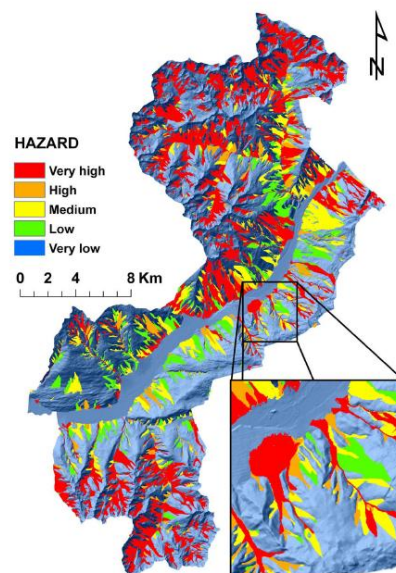 N
HAZARD
Very high
High
Medium
Low
Very low
0 2 4 8 Km